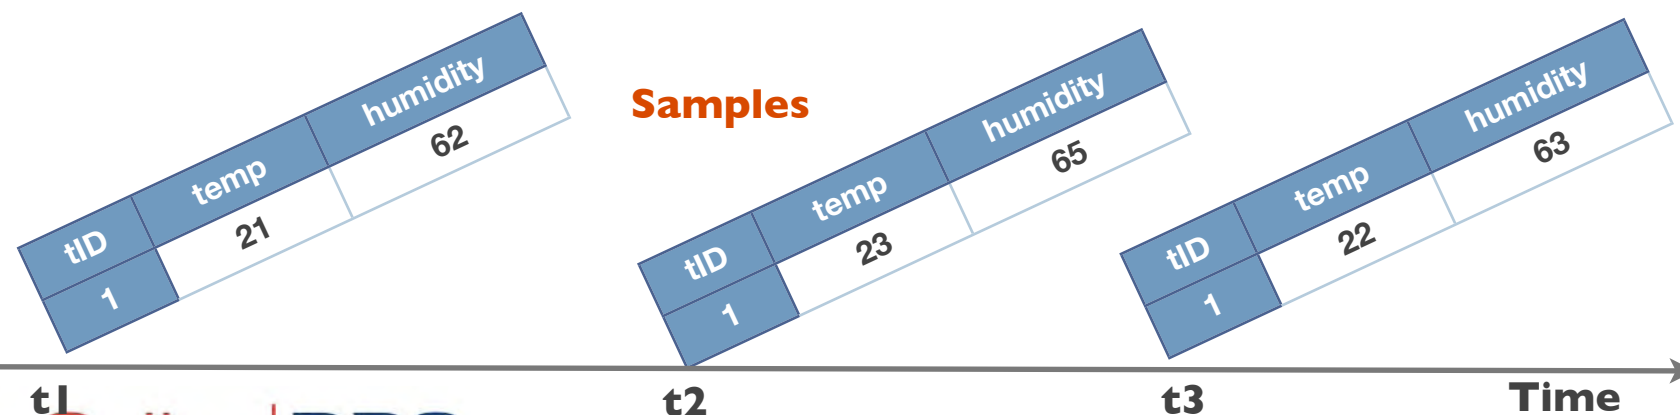 Samples
tID temp humidity
1 21 62
tID temp humidity
1 23 65
tID temp humidity
1 22 63
t1 t2 t3 Time